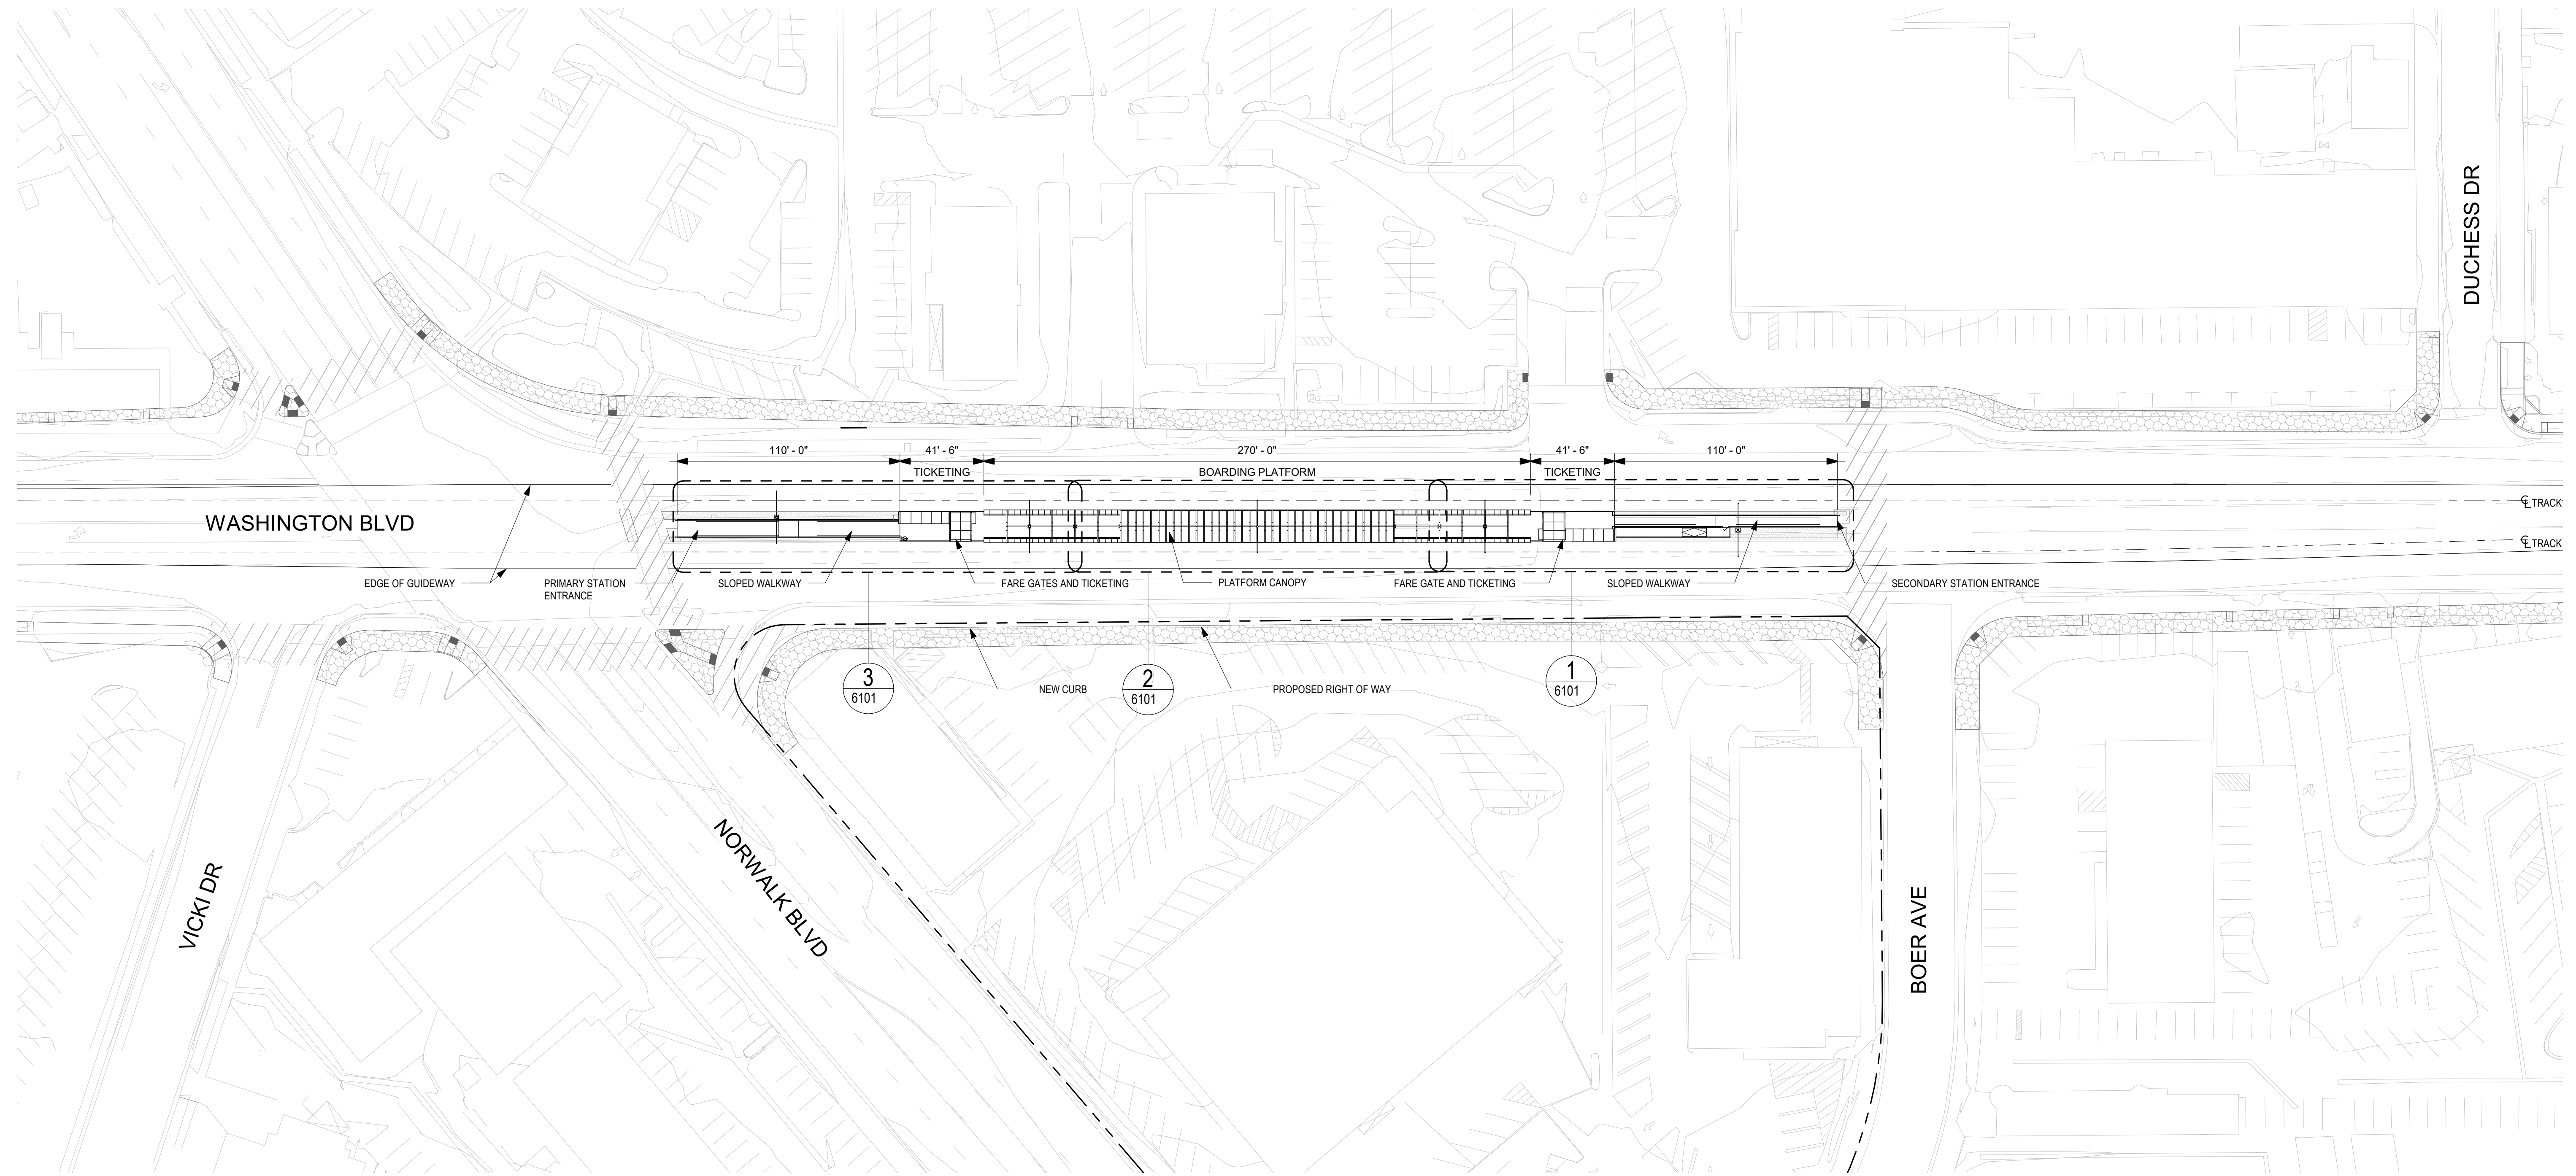 DUCHESS DR
110' - 0"
41' - 6"
270' - 0"
41' - 6"
110' - 0"
TICKETING
BOARDING PLATFORM
TICKETING
WASHINGTON BLVD
℄ TRACK
℄ TRACK
EDGE OF GUIDEWAY
PRIMARY STATION
ENTRANCE
SLOPED WALKWAY
FARE GATES AND TICKETING
PLATFORM CANOPY
FARE GATE AND TICKETING
SLOPED WALKWAY
SECONDARY STATION ENTRANCE
3
6101
NEW CURB
2
6101
PROPOSED RIGHT OF WAY
1
6101
VICKI DR
NORWALK BLVD
BOER AVE